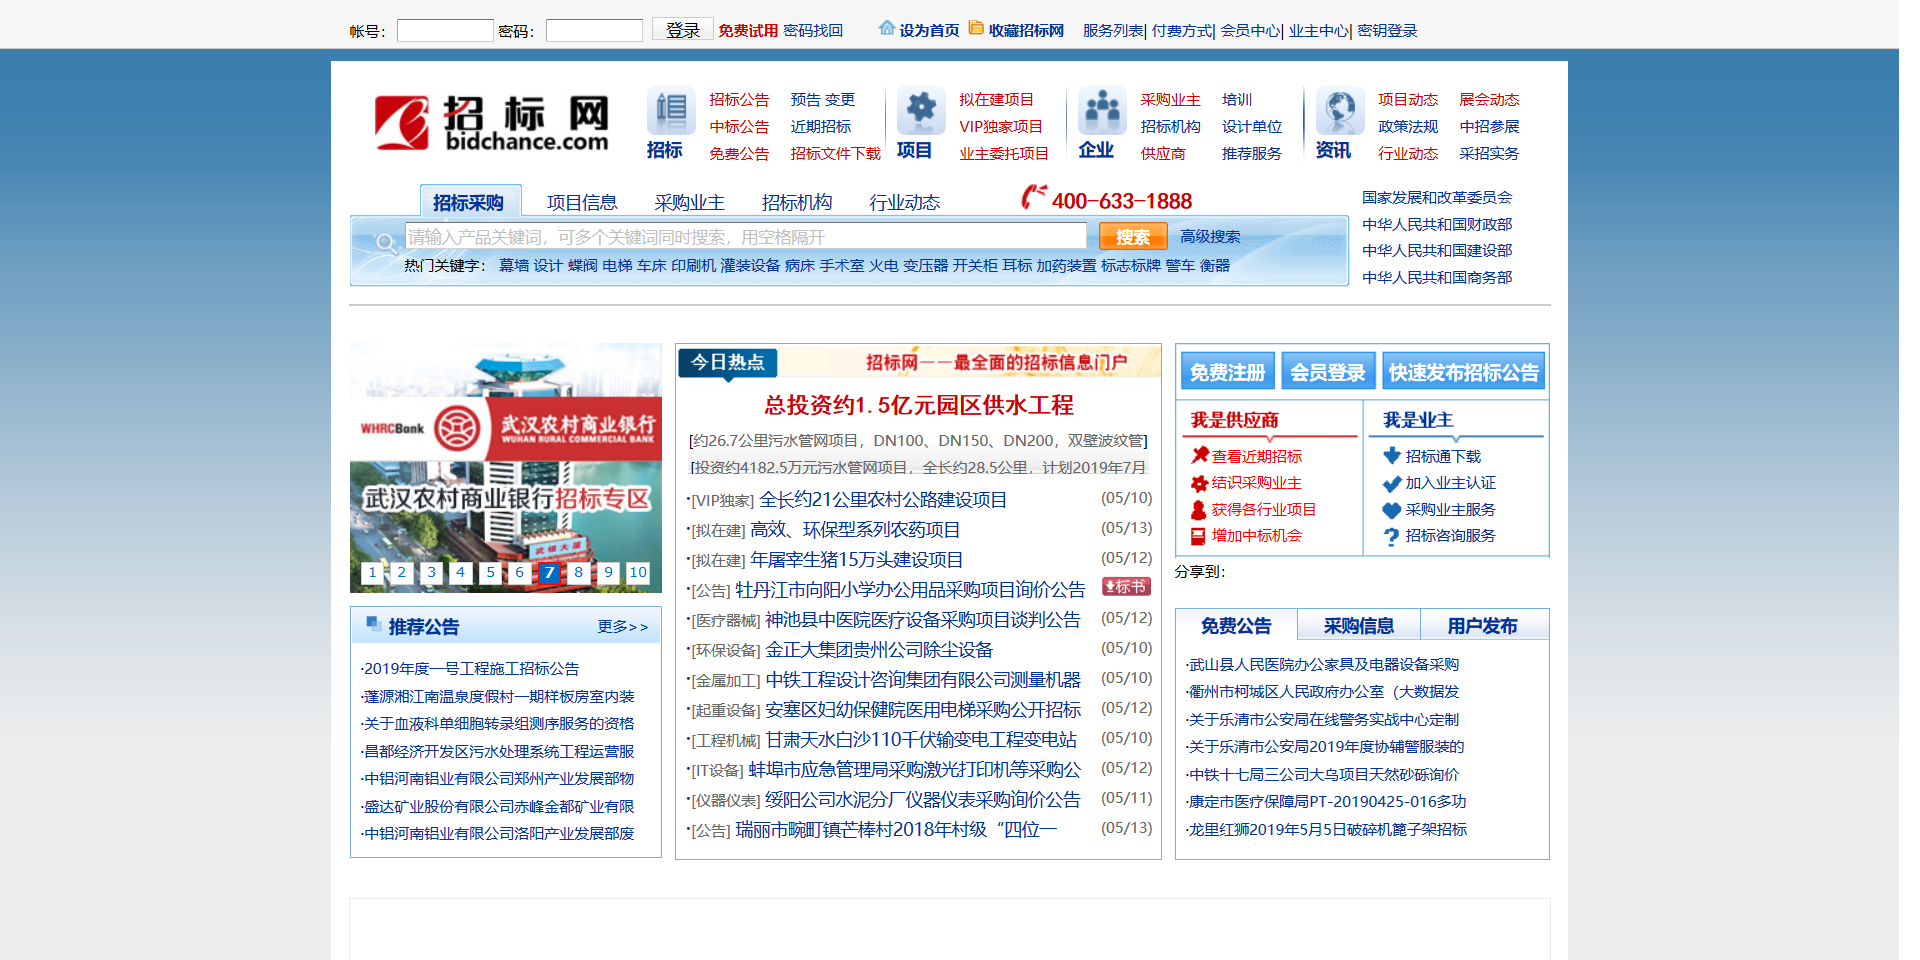 帐号： 密码： 登录 免费试用 密码找回 设为首页 收藏招标网 服务列表| 付费方式| 会员中心| 业主中心| 密钥登录
招标网
bidchance.com
招标
招标公告 预告 变更
中标公告 近期招标
免费公告 招标文件下载
项目
拟在建项目
VIP独家项目
业主委托项目
企业
采购业主 培训
招标机构 设计单位
供应商 推荐服务
资讯
项目动态 展会动态
政策法规 中招参展
行业动态 采招实务
招标采购 项目信息 采购业主 招标机构 行业动态 400-633-1888
请输入产品关键词，可多个关键词同时搜索，用空格隔开 搜索 高级搜索
热门关键字： 幕墙 设计 蝶阀 电梯 车床 印刷机 灌装设备 病床 手术室 火电 变压器 开关柜 耳标 加药装置 标志标牌 警车 衡器
国家发展和改革委员会
中华人民共和国财政部
中华人民共和国建设部
中华人民共和国商务部
WHRCBank 武汉农村商业银行
WUHAN RURAL COMMERCIAL BANK
武汉农村商业银行招标专区
武银大厦
1 2 3 4 5 6 7 8 9 10
推荐公告 更多>>
·2019年度一号工程施工招标公告
·蓬源湘江南温泉度假村一期样板房室内装
·关于血液科单细胞转录组测序服务的资格
·昌都经济开发区污水处理系统工程运营服
·中铝河南铝业有限公司郑州产业发展部物
·盛达矿业股份有限公司赤峰金都矿业有限
·中铝河南铝业有限公司洛阳产业发展部废
今日热点 招标网——最全面的招标信息门户
总投资约1.5亿元园区供水工程
[约26.7公里污水管网项目，DN100、DN150、DN200，双壁波纹管]
[投资约4182.5万元污水管网项目，全长约28.5公里，计划2019年7月
·[VIP独家] 全长约21公里农村公路建设项目 (05/10)
·[拟在建] 高效、环保型系列农药项目 (05/13)
·[拟在建] 年屠宰生猪15万头建设项目 (05/12)
·[公告] 牡丹江市向阳小学办公用品采购项目询价公告 标书
·[医疗器械] 神池县中医院医疗设备采购项目谈判公告 (05/12)
·[环保设备] 金正大集团贵州公司除尘设备 (05/10)
·[金属加工] 中铁工程设计咨询集团有限公司测量机器 (05/10)
·[起重设备] 安塞区妇幼保健院医用电梯采购公开招标 (05/12)
·[工程机械] 甘肃天水白沙110千伏输变电工程变电站 (05/10)
·[IT设备] 蚌埠市应急管理局采购激光打印机等采购公 (05/12)
·[仪器仪表] 绥阳公司水泥分厂仪器仪表采购询价公告 (05/11)
·[公告] 瑞丽市畹町镇芒棒村2018年村级“四位一 (05/13)
免费注册 会员登录 快速发布招标公告
我是供应商
查看近期招标
结识采购业主
获得各行业项目
增加中标机会
我是业主
招标通下载
加入业主认证
采购业主服务
招标咨询服务
分享到：
免费公告 采购信息 用户发布
·武山县人民医院办公家具及电器设备采购
·衢州市柯城区人民政府办公室（大数据发
·关于乐清市公安局在线警务实战中心定制
·关于乐清市公安局2019年度协辅警服装的
·中铁十七局三公司大乌项目天然砂砾询价
·康定市医疗保障局PT-20190425-016多功
·龙里红狮2019年5月5日破碎机篦子架招标